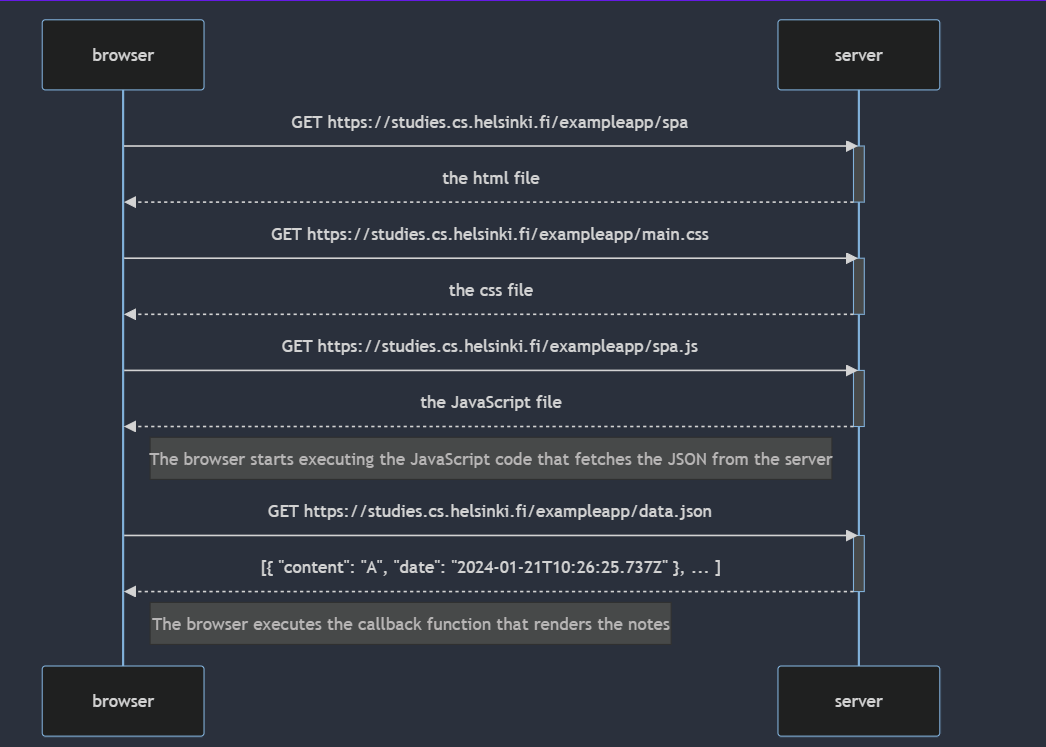 browser
server
GET https://studies.cs.helsinki.fi/exampleapp/spa
the html file
GET https://studies.cs.helsinki.fi/exampleapp/main.css
the css file
GET https://studies.cs.helsinki.fi/exampleapp/spa.js
the JavaScript file
The browser starts executing the JavaScript code that fetches the JSON from the server
GET https://studies.cs.helsinki.fi/exampleapp/data.json
[{ "content": "A", "date": "2024-01-21T10:26:25.737Z" }, ... ]
The browser executes the callback function that renders the notes
browser
server